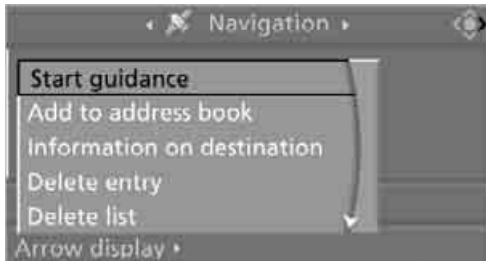 Navigation
Start guidance
Add to address book
Information on destination
Delete entry
Delete list
Arrow display